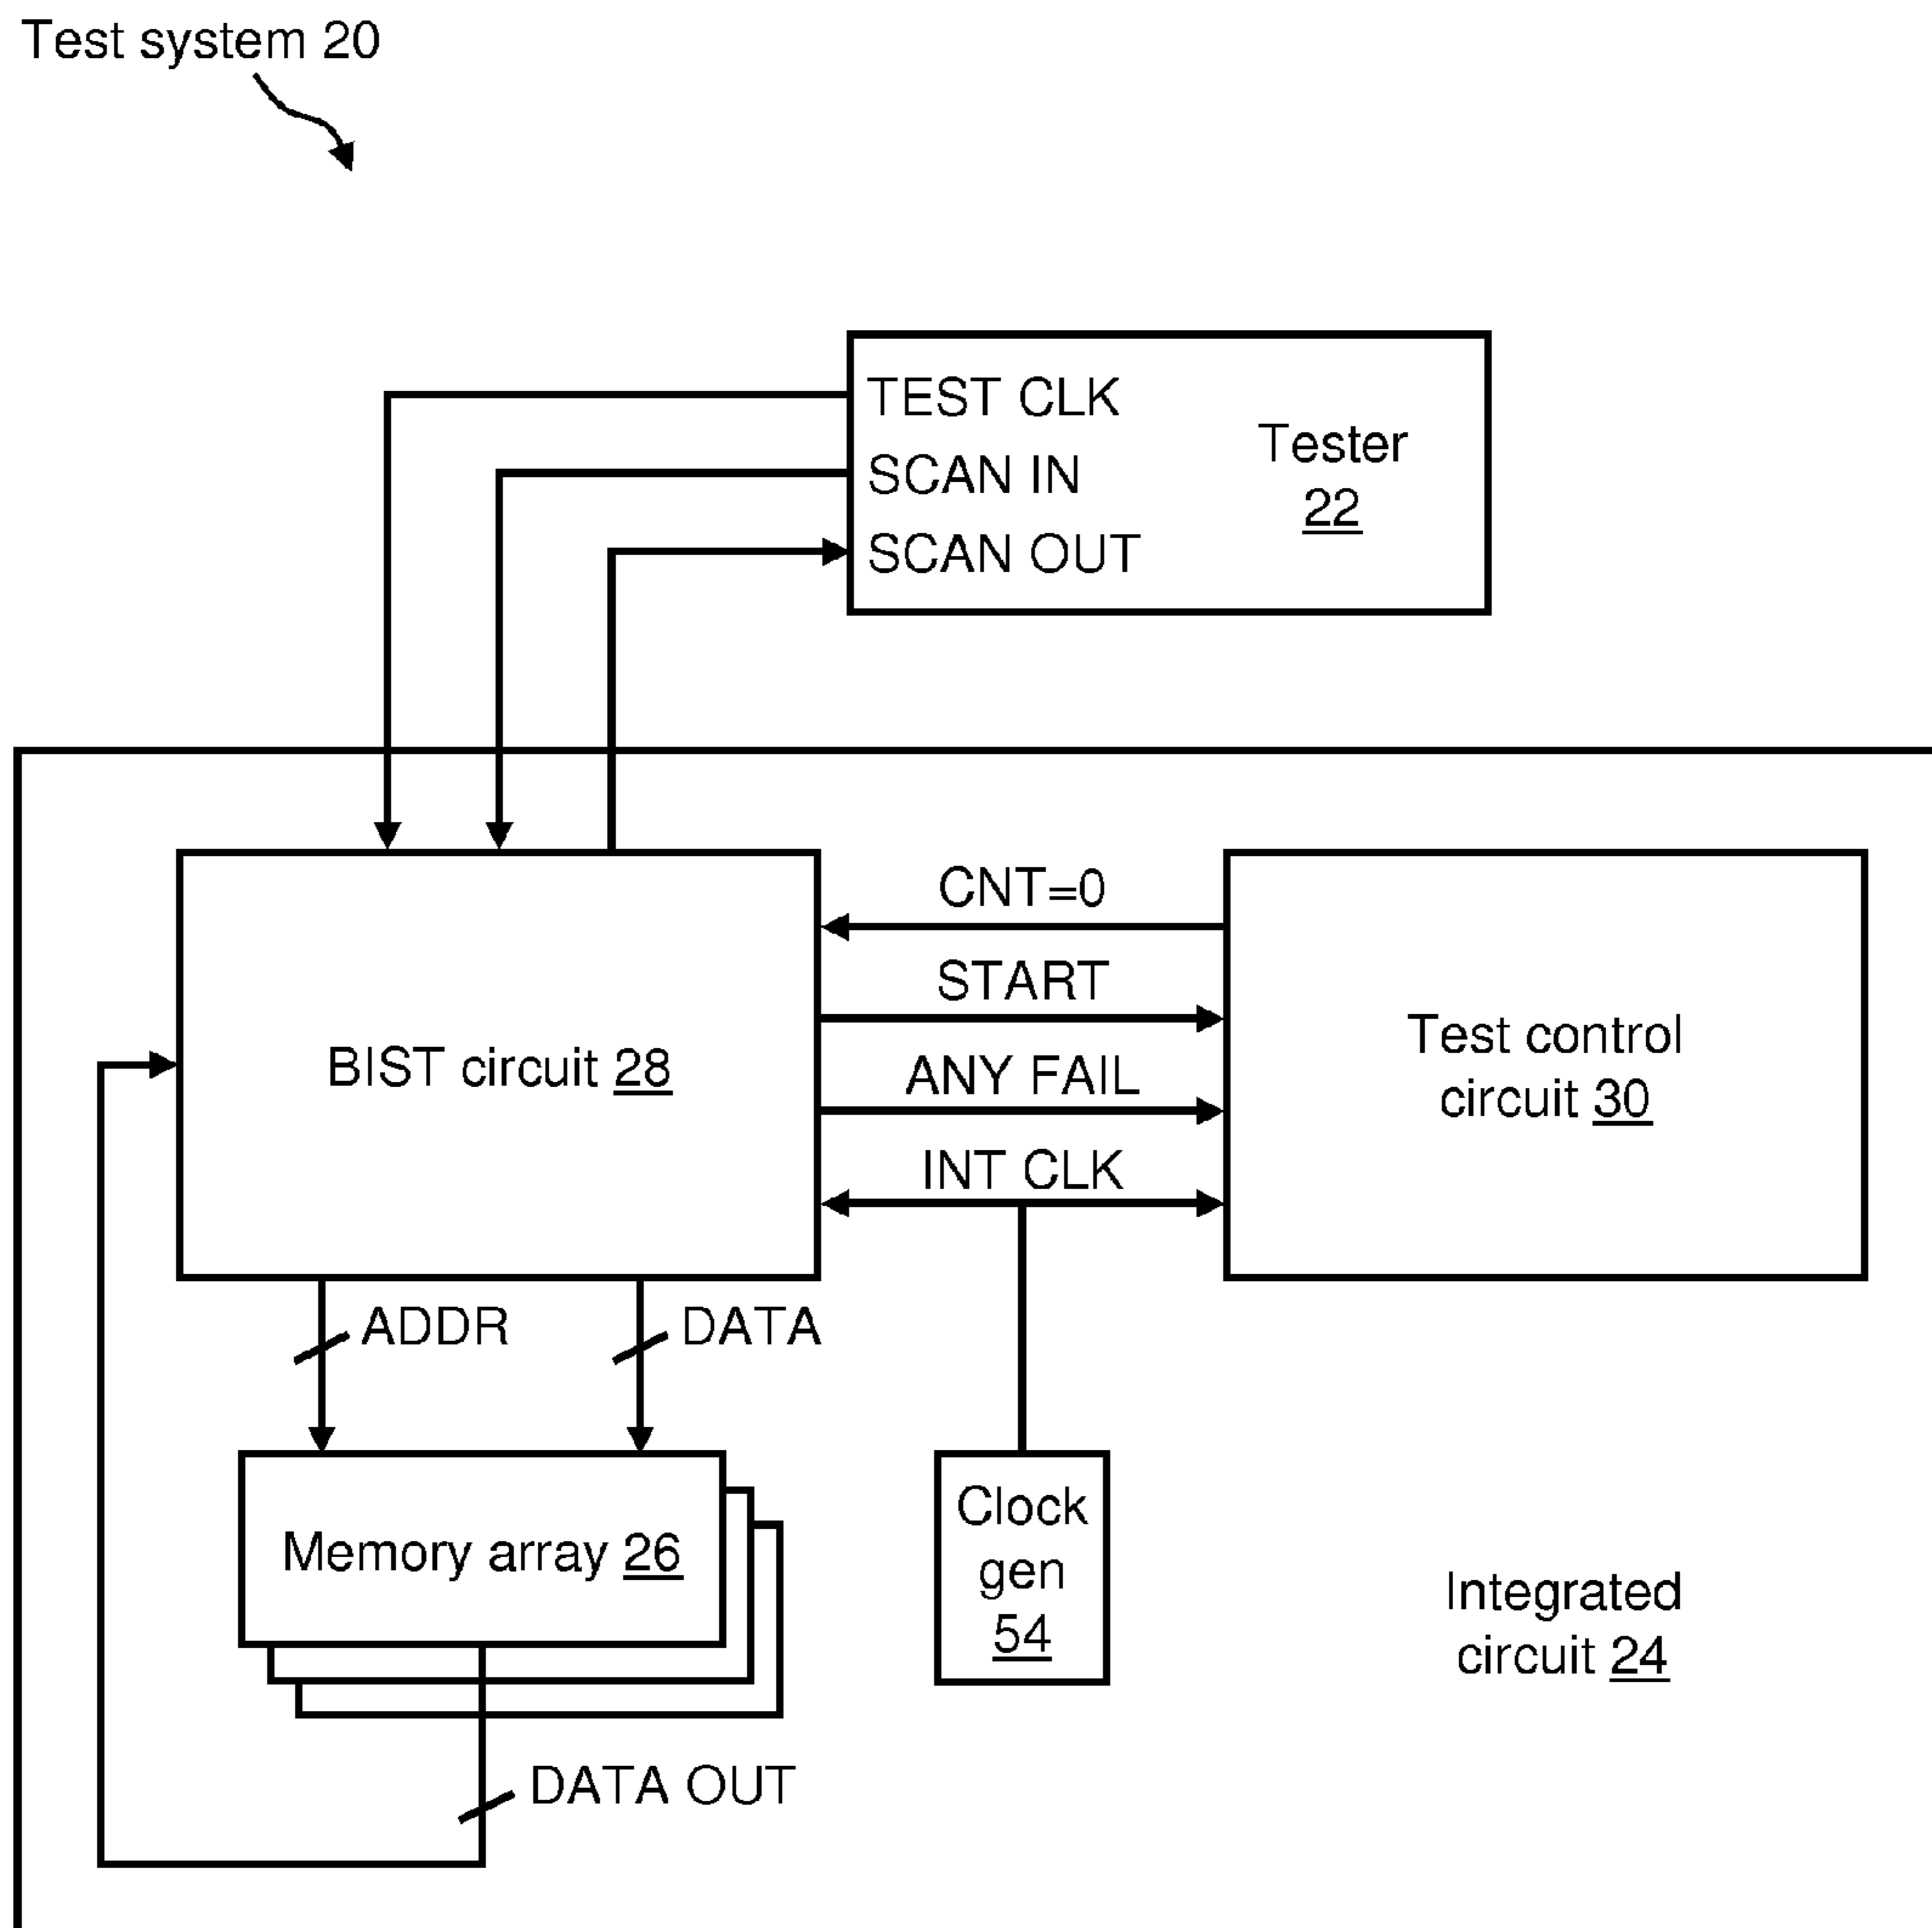 Test system 20
TEST CLK
SCAN IN
SCAN OUT
Tester
22
CNT=0
START
ANY FAIL
INT CLK
BIST circuit 28
Test control
circuit 30
ADDR
DATA
Memory array 26
Clock
gen
54
Integrated
circuit 24
DATA OUT